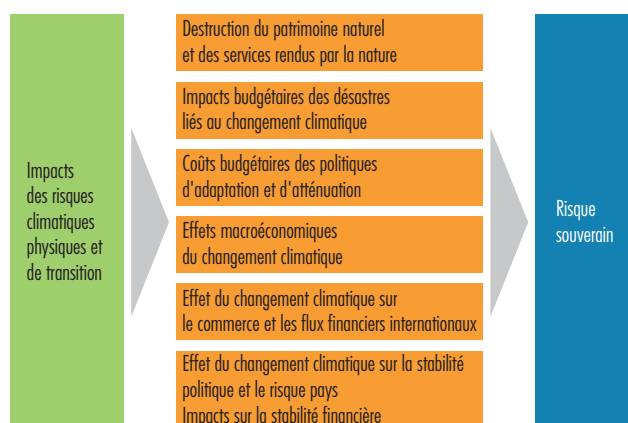 Impacts
des risques
climatiques
physiques et
de transition
Destruction du patrimoine naturel
et des services rendus par la nature
Impacts budgétaires des désastres
liés au changement climatique
Coûts budgétaires des politiques
d'adaptation et d'atténuation
Effets macroéconomiques
du changement climatique
Effet du changement climatique sur
le commerce et les flux financiers internationaux
Effet du changement climatique sur la stabilité
politique et le risque pays
Impacts sur la stabilité financière
Risque
souverain